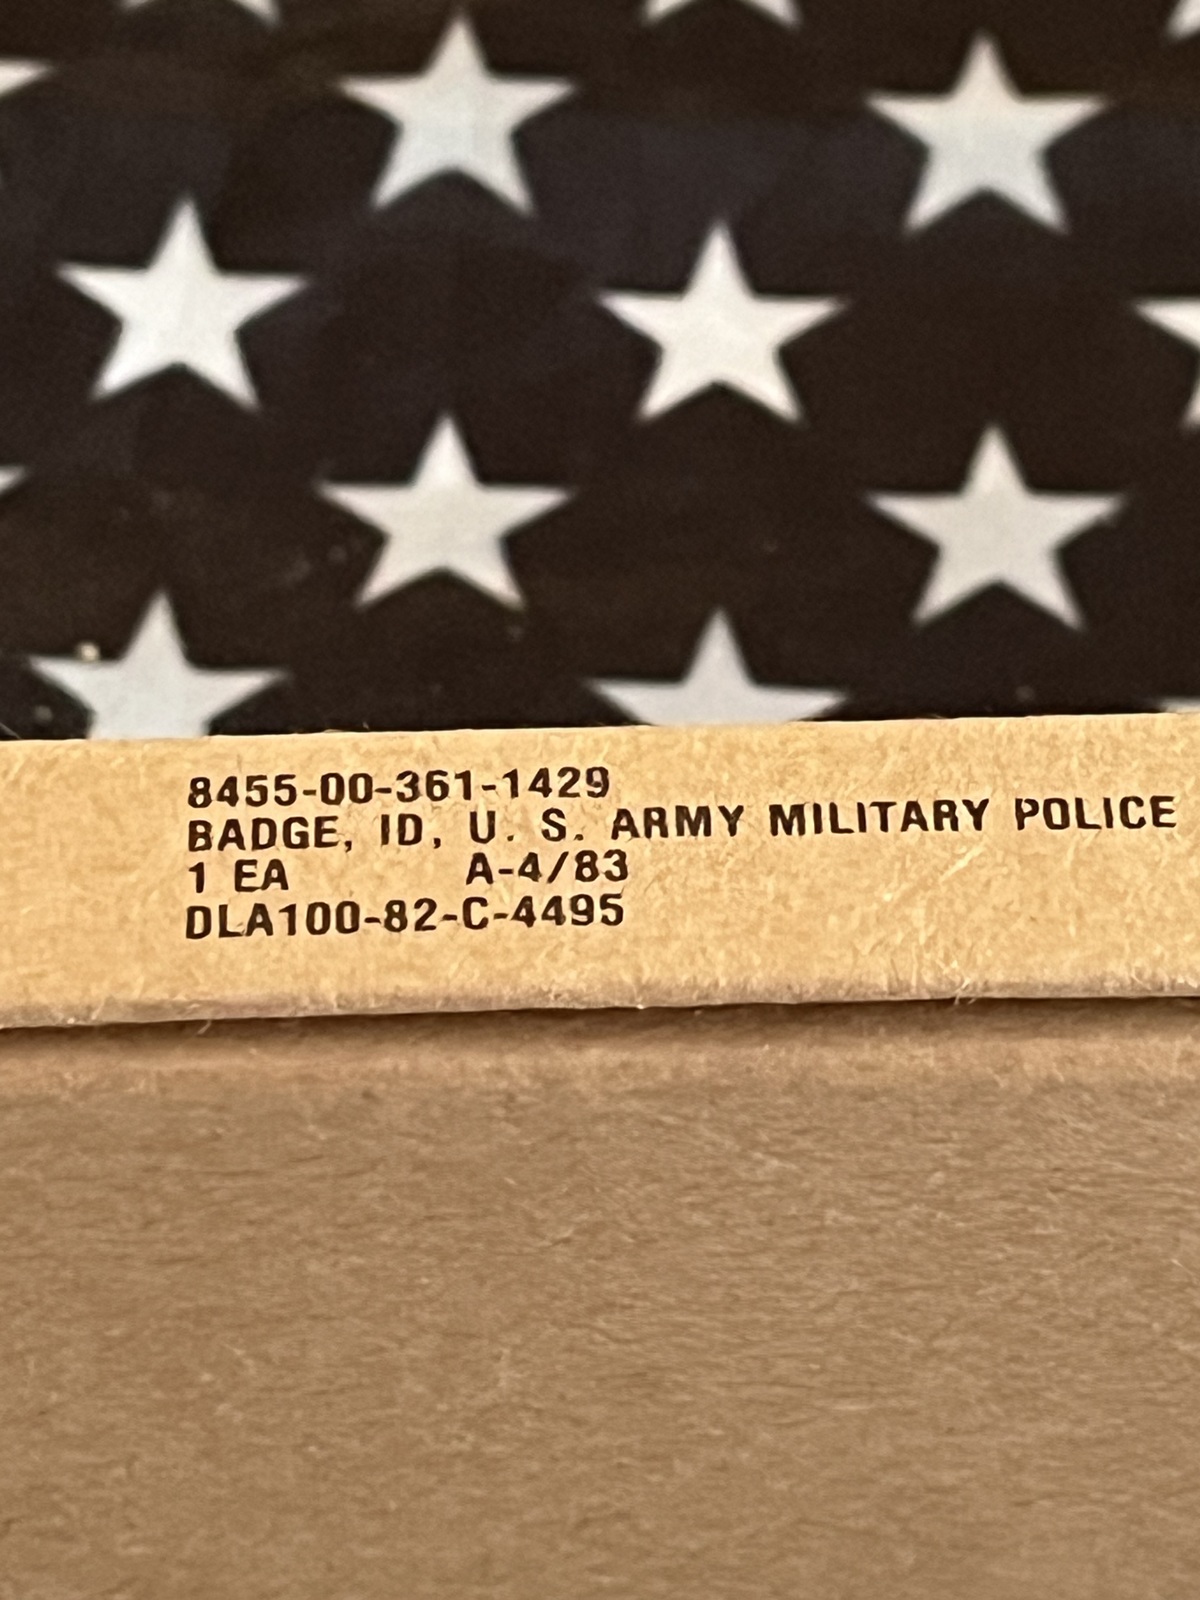 8455-00-361-1429
BADGE, ID, U. S. ARMY MILITARY POLICE
1 EA A-4/83
DLA100-82-C-4495